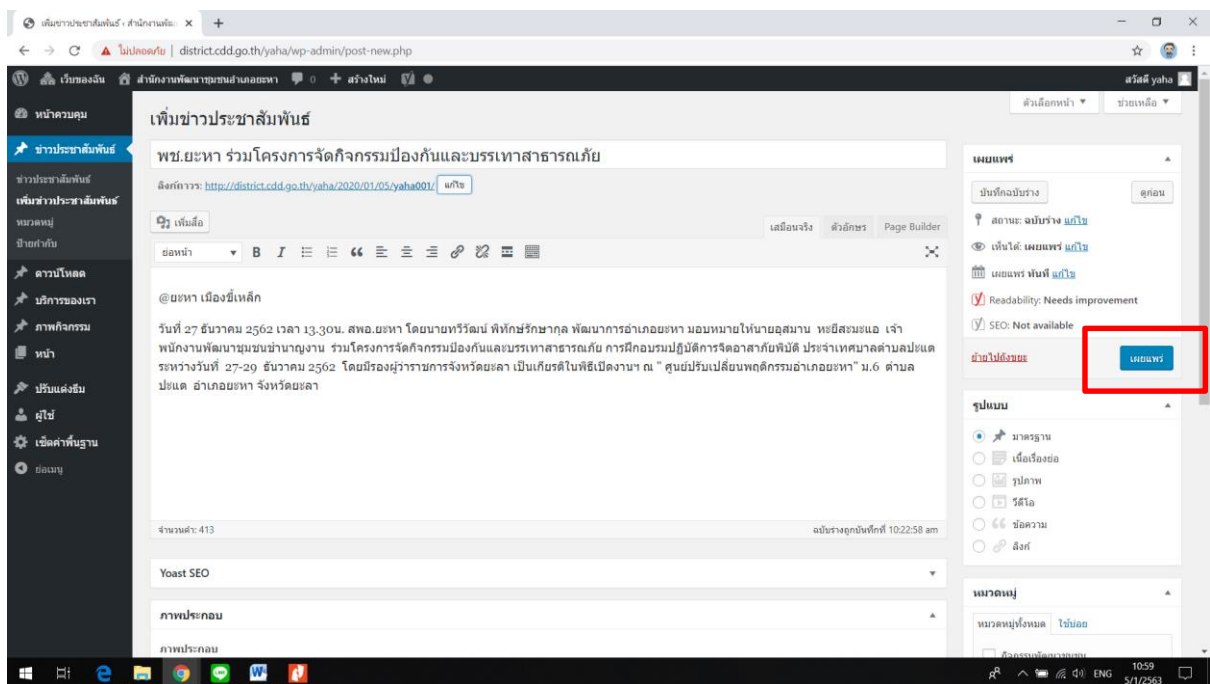 เพิ่มข่าวประชาสัมพันธ์ ‹ สำนักงานพัฒ
ไม่ปลอดภัย | district.cdd.go.th/yaha/wp-admin/post-new.php
เว็บของฉัน สำนักงานพัฒนาชุมชนอำเภอยะหา 0 + สร้างใหม่ สวัสดี yaha
ตัวเลือกหน้า ▼ ช่วยเหลือ ▼
หน้าควบคุม
ข่าวประชาสัมพันธ์
ข่าวประชาสัมพันธ์
เพิ่มข่าวประชาสัมพันธ์
หมวดหมู่
ป้ายกำกับ
ดาวน์โหลด
บริการของเรา
ภาพกิจกรรม
หน้า
ปรับแต่งธีม
ผู้ใช้
เซ็ตค่าพื้นฐาน
ย่อเมนู
เพิ่มข่าวประชาสัมพันธ์
พช.ยะหา ร่วมโครงการจัดกิจกรรมป้องกันและบรรเทาสาธารณภัย
ลิงก์ถาวร: http://district.cdd.go.th/yaha/2020/01/05/yaha001/ แก้ไข
เพิ่มสื่อ
เสมือนจริง ตัวอักษร Page Builder
ย่อหน้า ▼ B I
@ยะหา เมืองขี้เหล็ก
วันที่ 27 ธันวาคม 2562 เวลา 13.30น. สพอ.ยะหา โดยนายทวีวัฒน์ พิทักษ์รักษากุล พัฒนาการอำเภอยะหา มอบหมายให้นายอุสมาน หะยีสะมะแอ เจ้า
พนักงานพัฒนาชุมชนชำนาญงาน ร่วมโครงการจัดกิจกรรมป้องกันและบรรเทาสาธารณภัย การฝึกอบรมปฏิบัติการจิตอาสาภัยพิบัติ ประจำเทศบาลตำบลปะแต
ระหว่างวันที่ 27-29 ธันวาคม 2562 โดยมีรองผู้ว่าราชการจังหวัดยะลา เป็นเกียรติในพิธีเปิดงานฯ ณ " ศูนย์ปรับเปลี่ยนพฤติกรรมอำเภอยะหา" ม.6 ตำบล
ปะแต อำเภอยะหา จังหวัดยะลา
จำนวนคำ: 413 ฉบับร่างถูกบันทึกที่ 10:22:58 am
Yoast SEO
ภาพประกอบ
ภาพประกอบ
เผยแพร่
บันทึกฉบับร่าง ดูก่อน
สถานะ: ฉบับร่าง แก้ไข
เห็นได้: เผยแพร่ แก้ไข
เผยแพร่ ทันที แก้ไข
Readability: Needs improvement
SEO: Not available
ย้ายไปถังขยะ เผยแพร่
รูปแบบ
มาตรฐาน
เนื้อเรื่องย่อ
รูปภาพ
วีดีโอ
ข้อความ
ลิงก์
หมวดหมู่
หมวดหมู่ทั้งหมด ใช้บ่อย
กิจกรรมพัฒนาชุมชน
ENG
10:59
5/1/2563